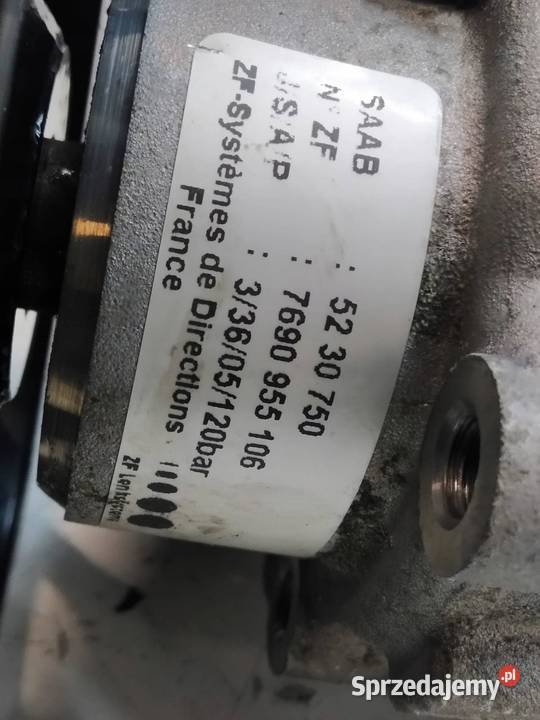 SAAB : 52 30 750
N° ZF : 7690 955 106
J/S/A/P : 3/36/05/120bar
ZF-Systèmes de Directions
France
ZF Lenksysteme
Sprzedajemy.pl